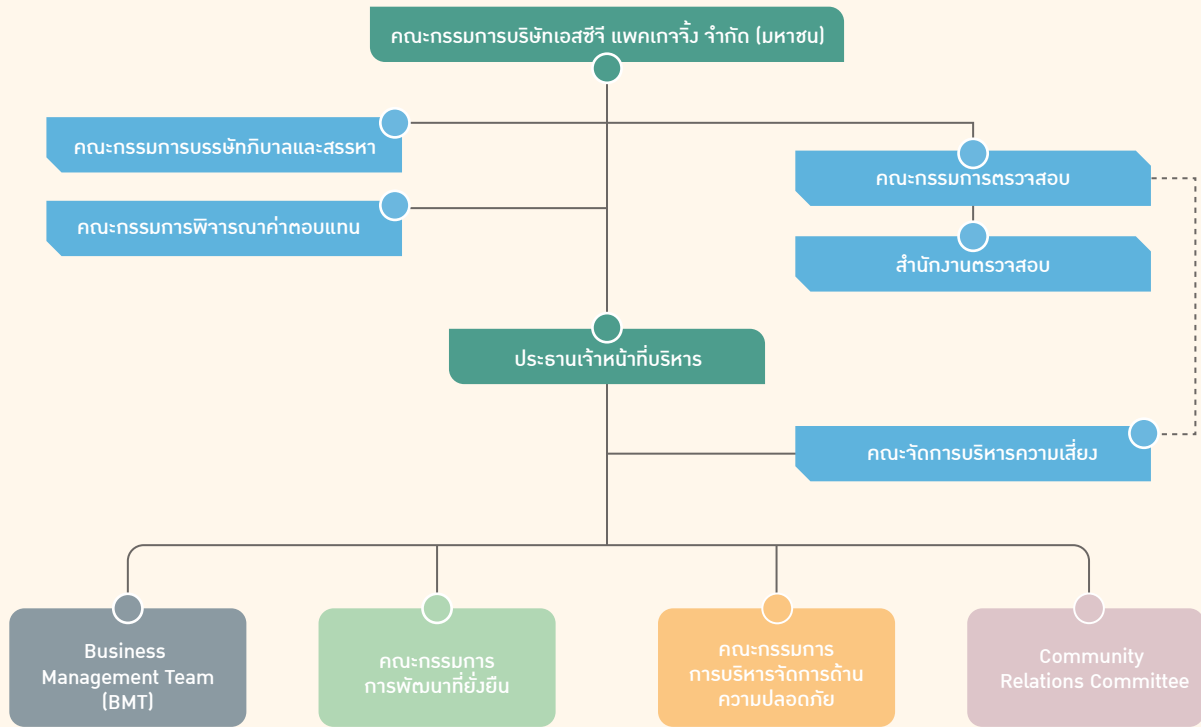 คณะกรรมการบริษัทเอสซีจี แพคเกจจิ้ง จำกัด (มหาชน)
คณะกรรมการบรรษัทภิบาลและสรรหา
คณะกรรมการตรวจสอบ
คณะกรรมการพิจารณาค่าตอบแทน
สำนักงานตรวจสอบ
ประธานเจ้าหน้าที่บริหาร
คณะจัดการบริหารความเสี่ยง
Business
Management Team
(BMT)
คณะกรรมการ
การพัฒนาที่ยั่งยืน
คณะกรรมการ
การบริหารจัดการด้าน
ความปลอดภัย
Community
Relations Committee